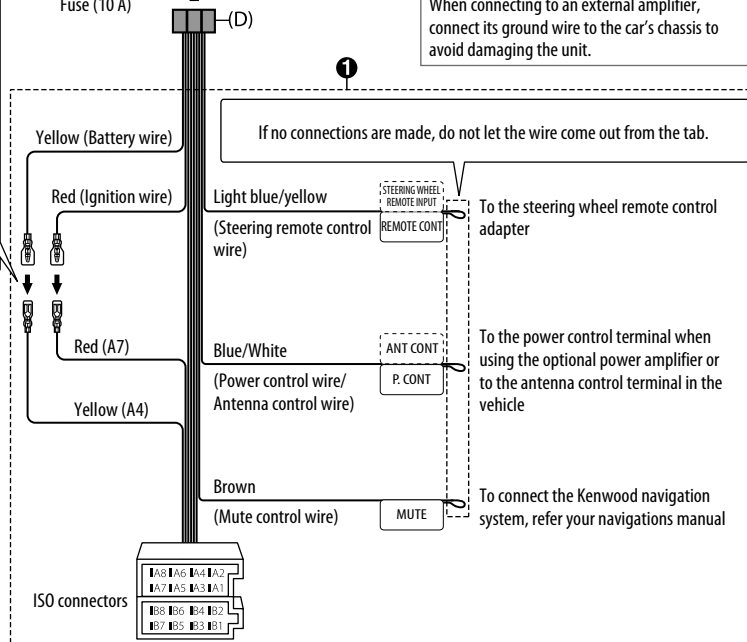 Fuse (10 A)
When connecting to an external amplifier,
connect its ground wire to the car's chassis to
avoid damaging the unit.
(D)
❶
Yellow (Battery wire)
If no connections are made, do not let the wire come out from the tab.
Red (Ignition wire)
Light blue/yellow
(Steering remote control
wire)
STEERING WHEEL
REMOTE INPUT
REMOTE CONT
To the steering wheel remote control
adapter
Red (A7)
Blue/White
(Power control wire/
Antenna control wire)
ANT CONT
P. CONT
To the power control terminal when
using the optional power amplifier or
to the antenna control terminal in the
vehicle
Yellow (A4)
Brown
(Mute control wire)
MUTE
To connect the Kenwood navigation
system, refer your navigations manual
ISO connectors
A8 A6 A4 A2
A7 A5 A3 A1
B8 B6 B4 B2
B7 B5 B3 B1